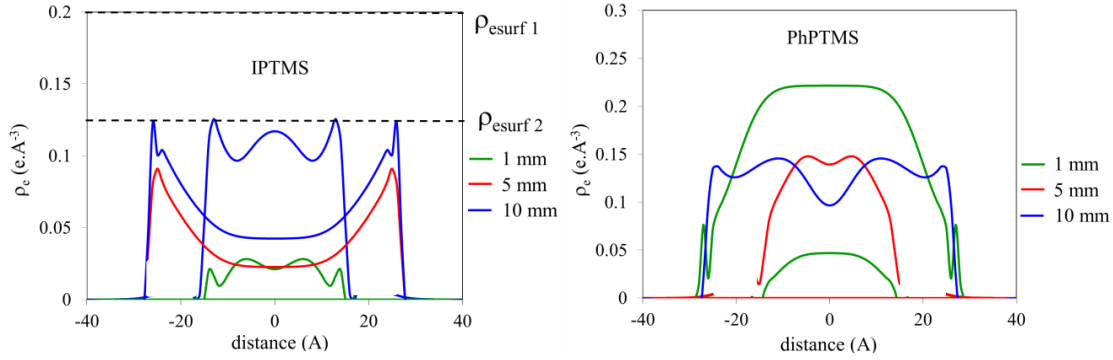 0.2
ρesurf 1
IPTMS
0.15
ρesurf 2
0.1
ρe (e.A-3)
1 mm
5 mm
10 mm
0.05
0
-40
-20
0
20
40
distance (A)
0.3
PhPTMS
0.25
0.2
0.15
ρe (e.A-3)
1 mm
5 mm
10 mm
0.1
0.05
0
-40
-20
0
20
40
distance (A)